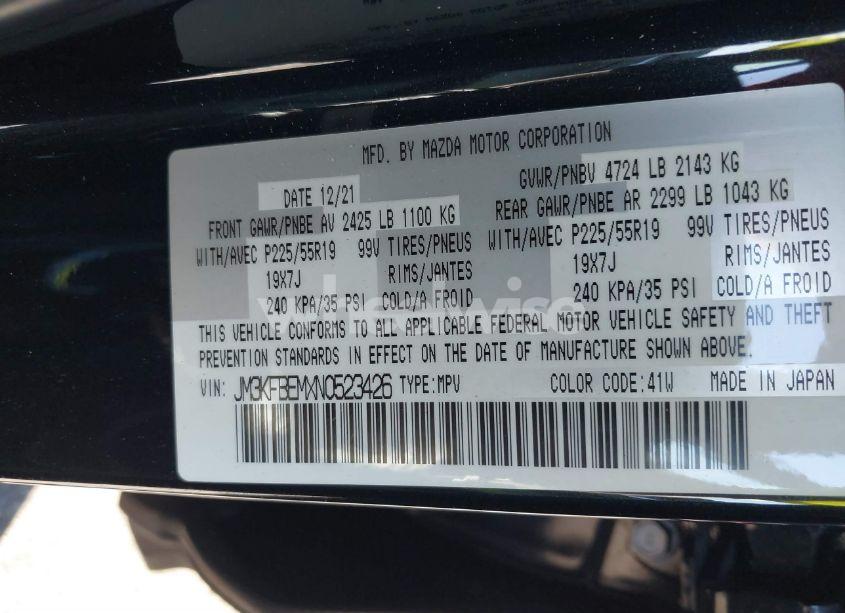 MFD. BY MAZDA MOTOR CORPORATION
DATE 12/21 GVWR/PNBV 4724 LB 2143 KG
FRONT GAWR/PNBE AV 2425 LB 1100 KG REAR GAWR/PNBE AR 2299 LB 1043 KG
WITH/AVEC P225/55R19 99V TIRES/PNEUS WITH/AVEC P225/55R19 99V TIRES/PNEUS
19X7J RIMS/JANTES 19X7J RIMS/JANTES
240 KPA/35 PSI COLD/A FROID 240 KPA/35 PSI COLD/A FROID
THIS VEHICLE CONFORMS TO ALL APPLICABLE FEDERAL MOTOR VEHICLE SAFETY AND THEFT
PREVENTION STANDARDS IN EFFECT ON THE DATE OF MANUFACTURE SHOWN ABOVE.
VIN: JM3KFBEMXN0523426 TYPE:MPV COLOR CODE:41W MADE IN JAPAN